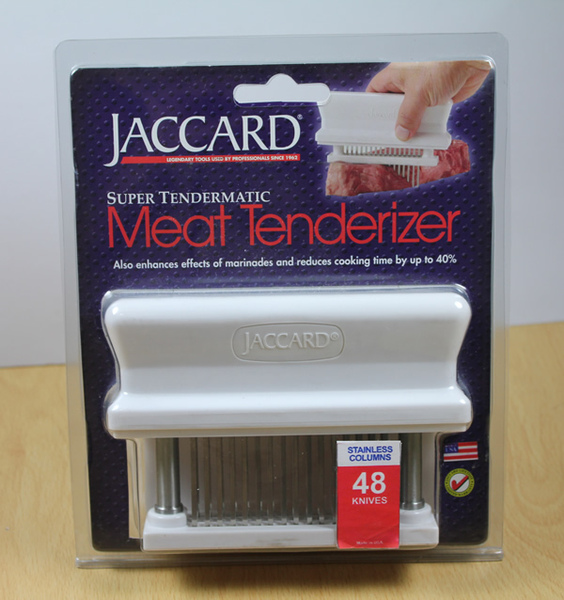 JACCARD®
LEGENDARY TOOLS USED BY PROFESSIONALS SINCE 1962
SUPER TENDERMATIC
Meat Tenderizer
Also enhances effects of marinades and reduces cooking time by up to 40%
JACCARD®
STAINLESS
COLUMNS
48
KNIVES
USA